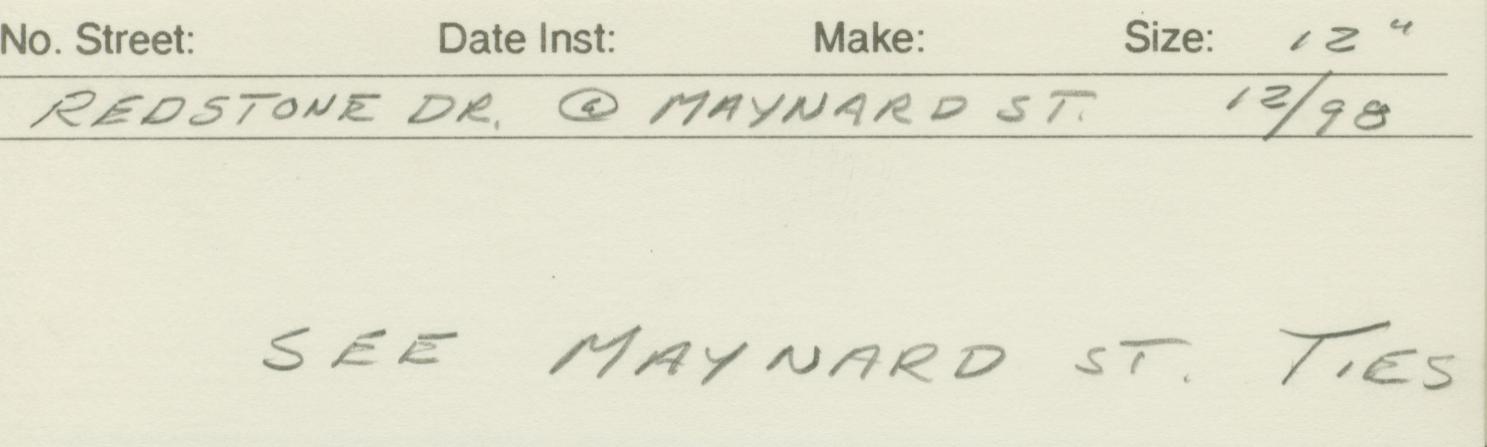 No. Street: Date Inst: Make: Size: 12"
REDSTONE DR. @ MAYNARD ST. 12/98
SEE MAYNARD ST. TIES